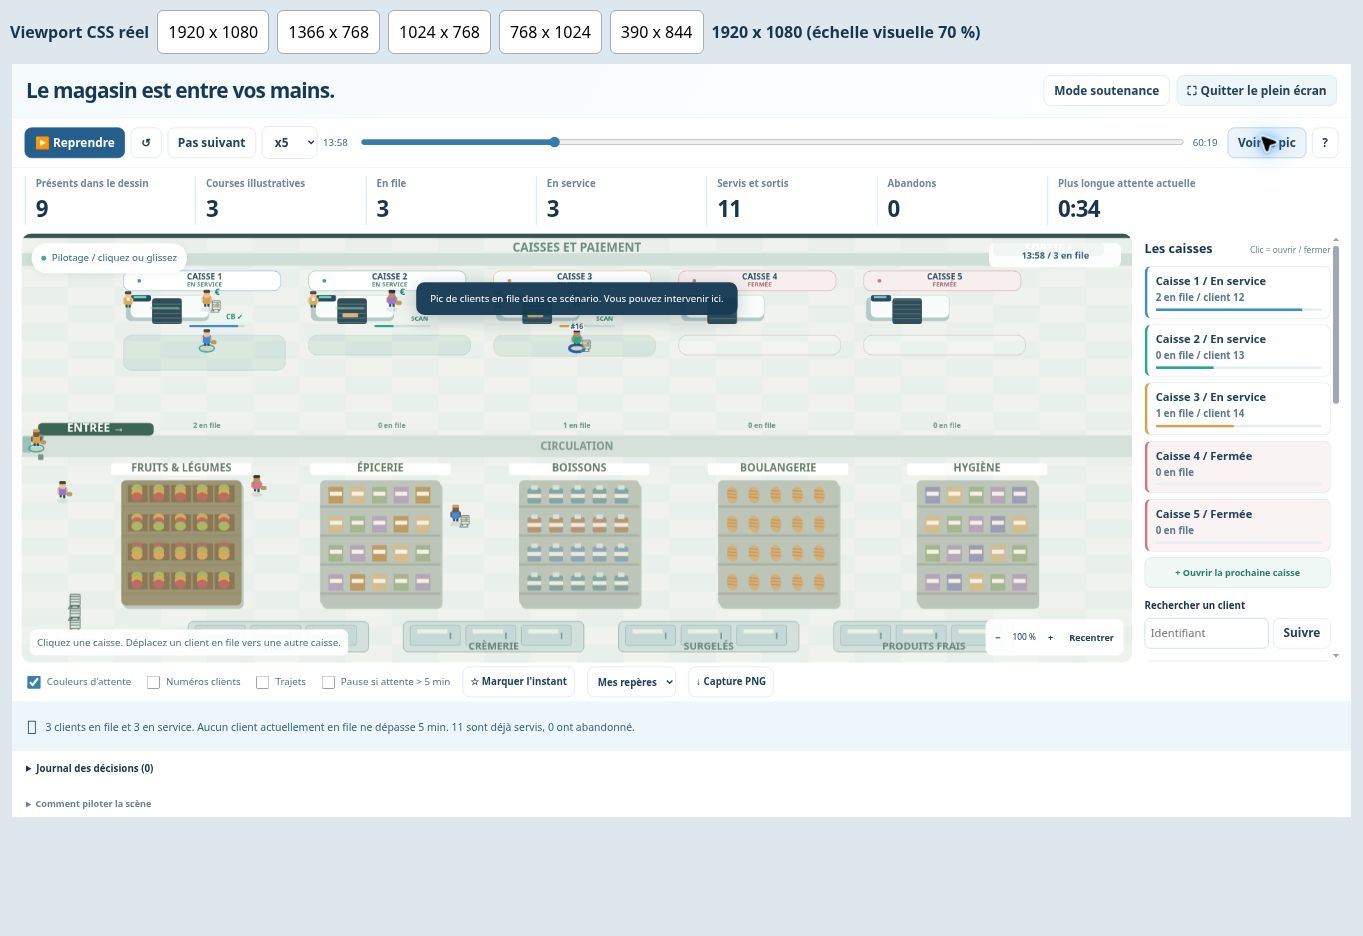 Viewport CSS réel 1920 x 1080 1366 x 768 1024 x 768 768 x 1024 390 x 844 1920 x 1080 (échelle visuelle 70 %)
Le magasin est entre vos mains.
Mode soutenance
Quitter le plein écran
Reprendre
↺
Pas suivant
x5
13:58
60:19
Voir pic
?
Présents dans le dessin
9
Courses illustratives
3
En file
3
En service
3
Servis et sortis
11
Abandons
0
Plus longue attente actuelle
0:34
CAISSES ET PAIEMENT
Pilotage / cliquez ou glissez
13:58 / 3 en file
CAISSE 1
EN SERVICE
CAISSE 2
EN SERVICE
CAISSE 3
CAISSE 4
FERMÉE
CAISSE 5
FERMÉE
Pic de clients en file dans ce scénario. Vous pouvez intervenir ici.
€
€
CB ✓
SCAN
SCAN
#16
ENTRÉE →
2 en file
0 en file
1 en file
0 en file
0 en file
CIRCULATION
FRUITS & LÉGUMES
ÉPICERIE
BOISSONS
BOULANGERIE
HYGIÈNE
CRÈMERIE
SURGELÉS
PRODUITS FRAIS
Cliquez une caisse. Déplacez un client en file vers une autre caisse.
− 100 % + Recentrer
Les caisses
Clic = ouvrir / fermer
Caisse 1 / En service
2 en file / client 12
Caisse 2 / En service
0 en file / client 13
Caisse 3 / En service
1 en file / client 14
Caisse 4 / Fermée
0 en file
Caisse 5 / Fermée
0 en file
+ Ouvrir la prochaine caisse
Rechercher un client
Identifiant
Suivre
Couleurs d'attente
Numéros clients
Trajets
Pause si attente > 5 min
☆ Marquer l'instant
Mes repères
↓ Capture PNG
3 clients en file et 3 en service. Aucun client actuellement en file ne dépasse 5 min. 11 sont déjà servis, 0 ont abandonné.
▸ Journal des décisions (0)
▸ Comment piloter la scène